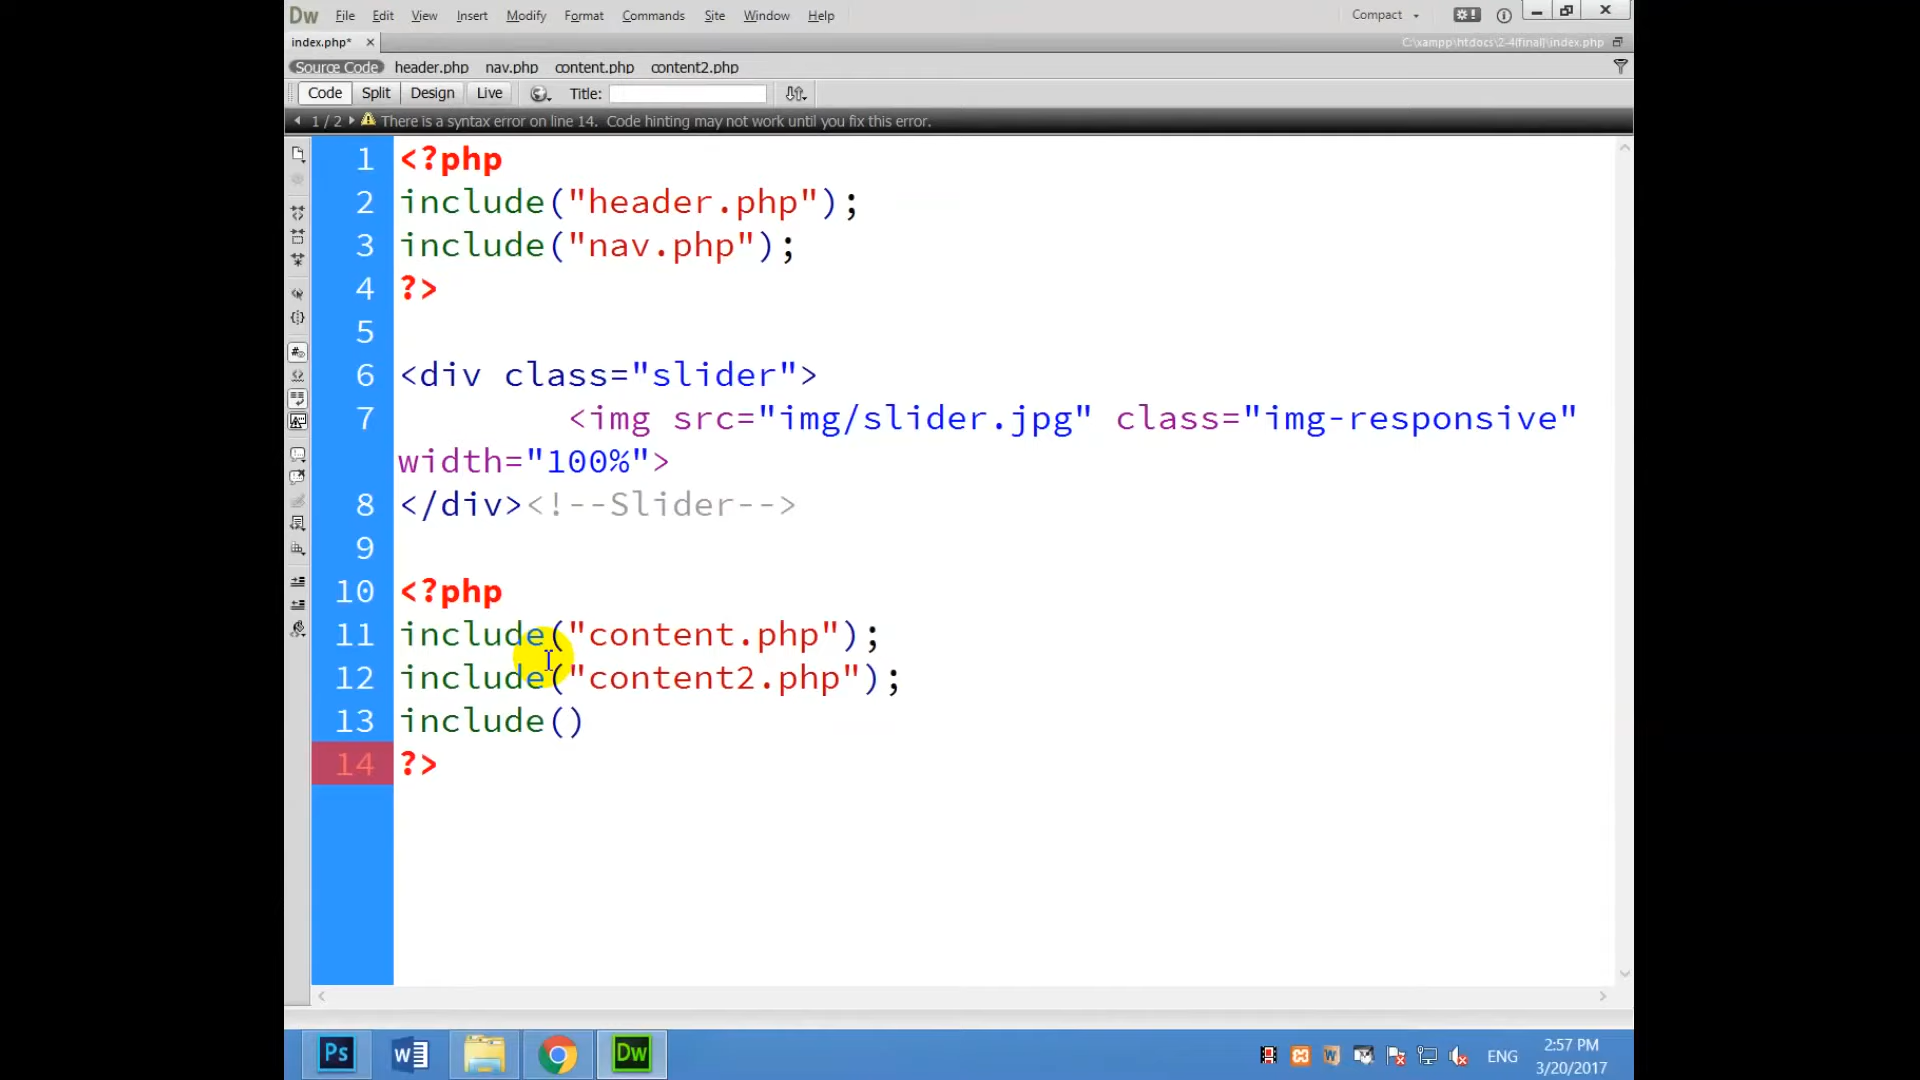 Dw File Edit View Insert Modify Format Commands Site Window Help Compact
index.php* C:\xampp\htdocs\2-4(final)\index.php
Source Code header.php nav.php content.php content2.php
Code Split Design Live Title:
1 / 2 There is a syntax error on line 14. Code hinting may not work until you fix this error.
1 <?php
2 include("header.php");
3 include("nav.php");
4 ?>
5
6 <div class="slider">
7 <img src="img/slider.jpg" class="img-responsive"
width="100%">
8 </div><!--Slider-->
9
10 <?php
11 include("content.php");
12 include("content2.php");
13 include()
14 ?>
Ps W Dw ENG 2:57 PM
3/20/2017